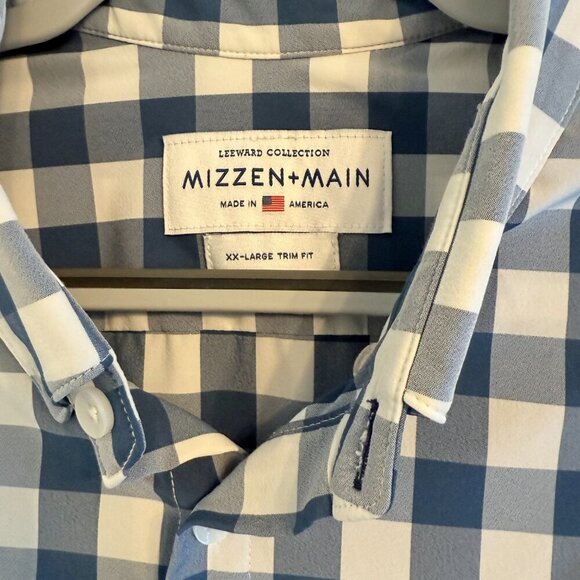 LEEWARD COLLECTION
MIZZEN+MAIN
MADE IN AMERICA
XX-LARGE TRIM FIT